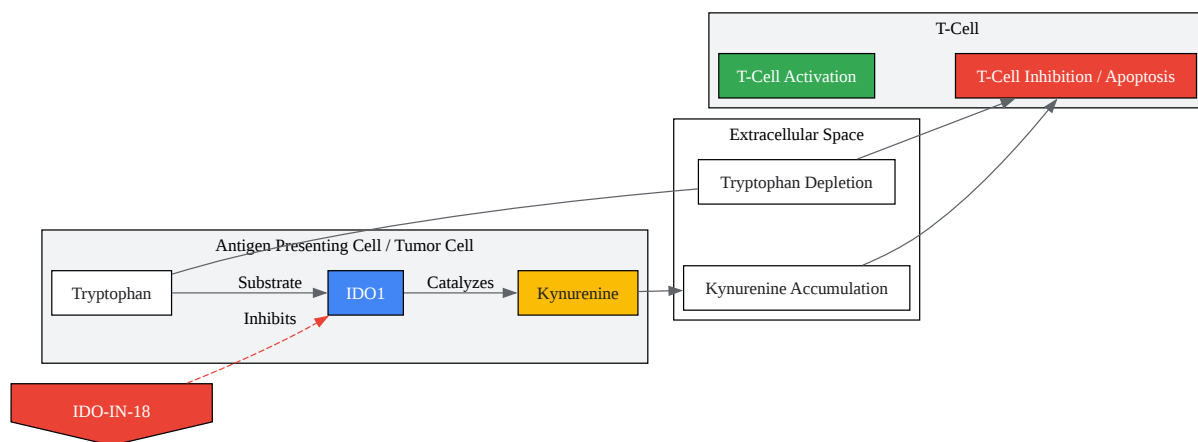 T-Cell
T-Cell Activation
T-Cell Inhibition / Apoptosis
Extracellular Space
Tryptophan Depletion
Kynurenine Accumulation
Antigen Presenting Cell / Tumor Cell
Tryptophan
Substrate
IDO1
Catalyzes
Kynurenine
Inhibits
IDO-IN-18